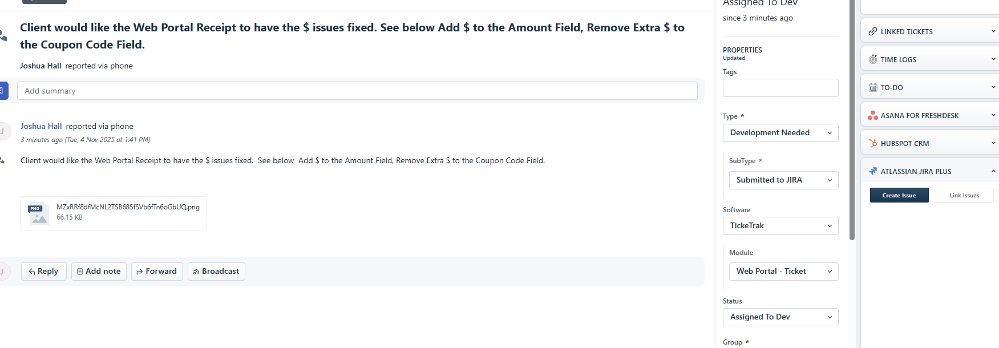 Client would like the Web Portal Receipt to have the $ issues fixed. See below Add $ to the Amount Field, Remove Extra $ to
the Coupon Code Field.
Joshua Hall reported via phone
Add summary
J
Joshua Hall reported via phone
3 minutes ago (Tue, 4 Nov 2025 at 1:41 PM)
Client would like the Web Portal Receipt to have the $ issues fixed.  See below  Add $ to the Amount Field, Remove Extra $ to the Coupon Code Field.
PNG
MZxRRf8dfMcNL2TSB68SfSVb6fTn6oGbUQ.png
66.15 KB
J
Reply
Add note
Forward
Broadcast
Assigned To Dev
since 3 minutes ago
PROPERTIES
Updated
Tags
Type *
Development Needed
SubType *
Submitted to JIRA
Software
TickeTrak
Module
Web Portal - Ticket
Status
Assigned To Dev
Group *
LINKED TICKETS
TIME LOGS
TO-DO
ASANA FOR FRESHDESK
HUBSPOT CRM
ATLASSIAN JIRA PLUS
Create Issue
Link Issues